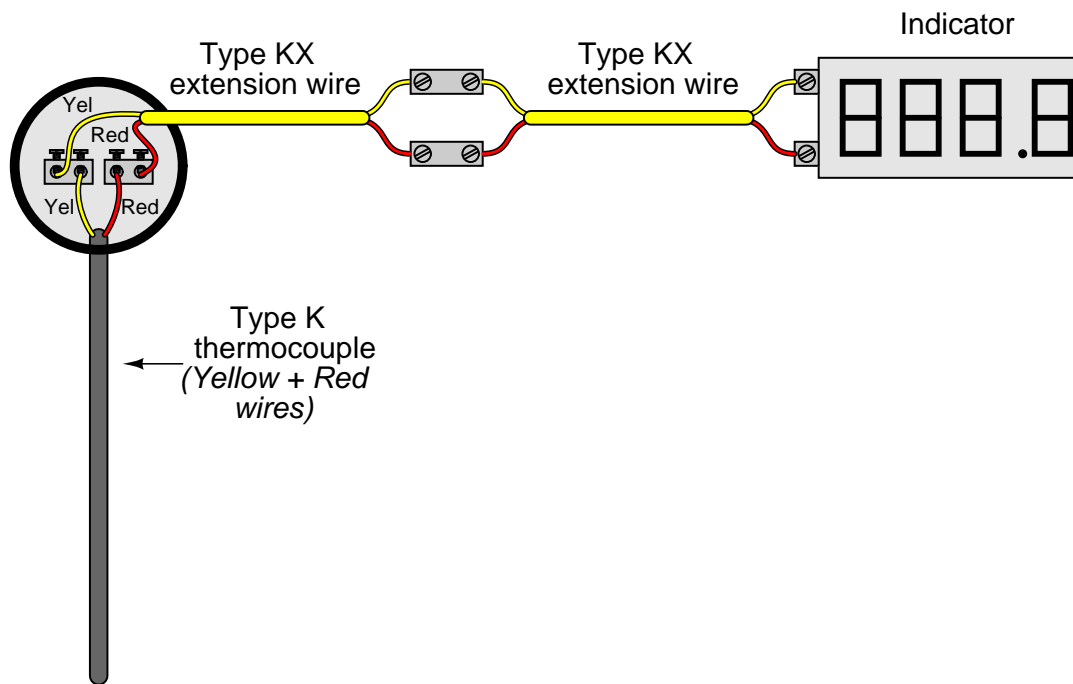 Indicator
Type KX
extension wire
Type KX
extension wire
Yel
Red
Yel
Red
Type K
thermocouple
(Yellow + Red
wires)